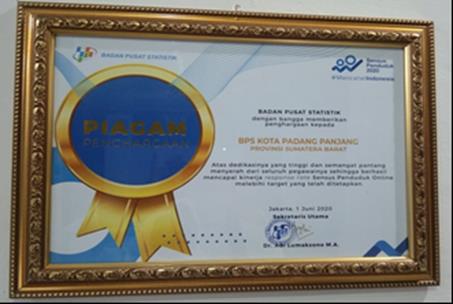 BADAN PUSAT STATISTIK
Sensus
Penduduk
2020
#MencatatIndonesia
PIAGAM
PENGHARGAAN
BADAN PUSAT STATISTIK
dengan bangga memberikan
penghargaan kepada
BPS KOTA PADANG PANJANG
PROVINSI SUMATERA BARAT
Atas dedikasinya yang tinggi dan semangat pantang
menyerah dari seluruh pegawainya sehingga berhasil
mencapai kinerja response rate Sensus Penduduk Online
melebihi target yang telah ditetapkan.
Jakarta, 1 Juni 2020
Sekretaris Utama
Dr. Adi Lumaksono M.A.